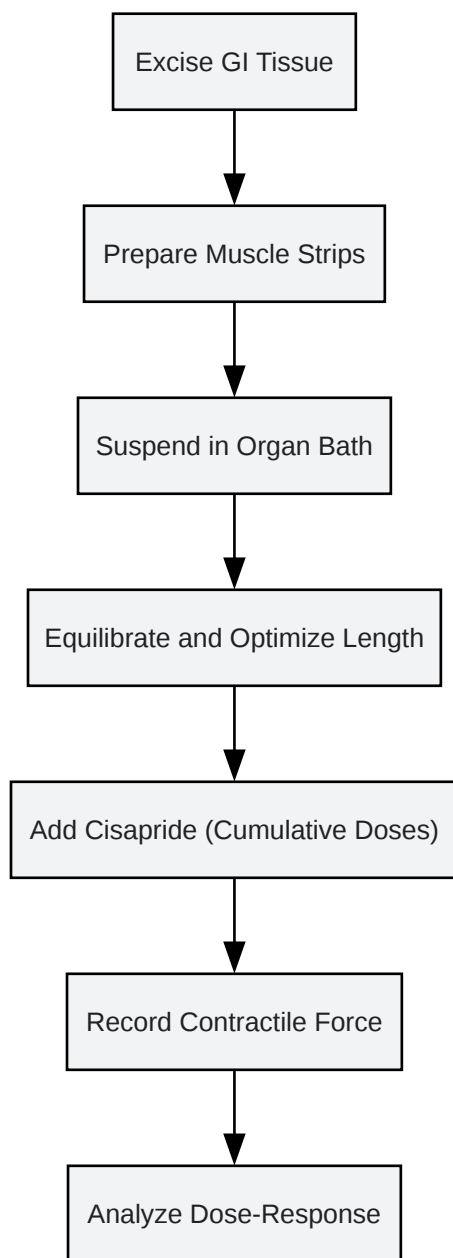 Excise GI Tissue
Prepare Muscle Strips
Suspend in Organ Bath
Equilibrate and Optimize Length
Add Cisapride (Cumulative Doses)
Record Contractile Force
Analyze Dose-Response